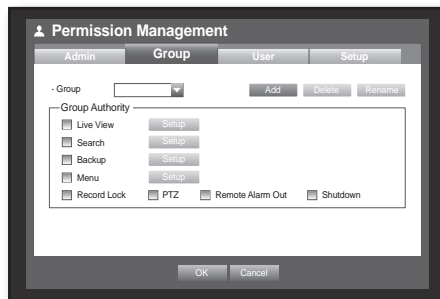 Permission Management
Admin Group User Setup
· Group Add Delete Rename
Group Authority
Live View Setup
Search Setup
Backup Setup
Menu Setup
Record Lock PTZ Remote Alarm Out Shutdown
OK Cancel